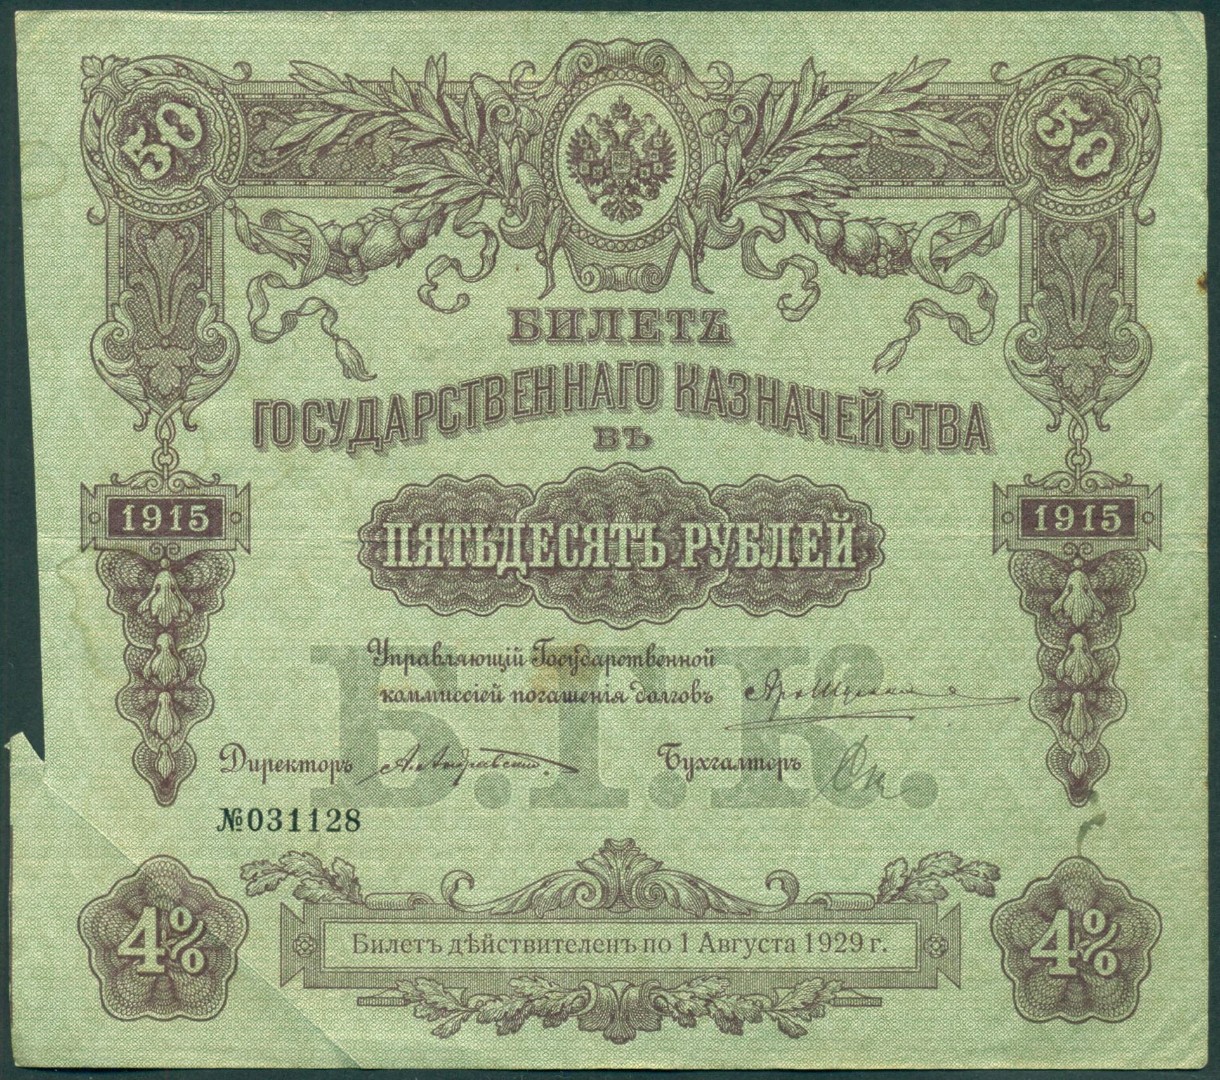 50 50
БИЛЕТЪ
ГОСУДАРСТВЕННАГО КАЗНАЧЕЙСТВА
ВЪ
1915 1915
ПЯТЬДЕСЯТЪ РУБЛЕЙ
Управляющій Государственной
коммиссіей погашенія долговъ
Директоръ Бухгалтеръ
Б.Г.К.
№031128
4% 4%
Билетъ дѣйствителенъ по 1 Августа 1929 г.